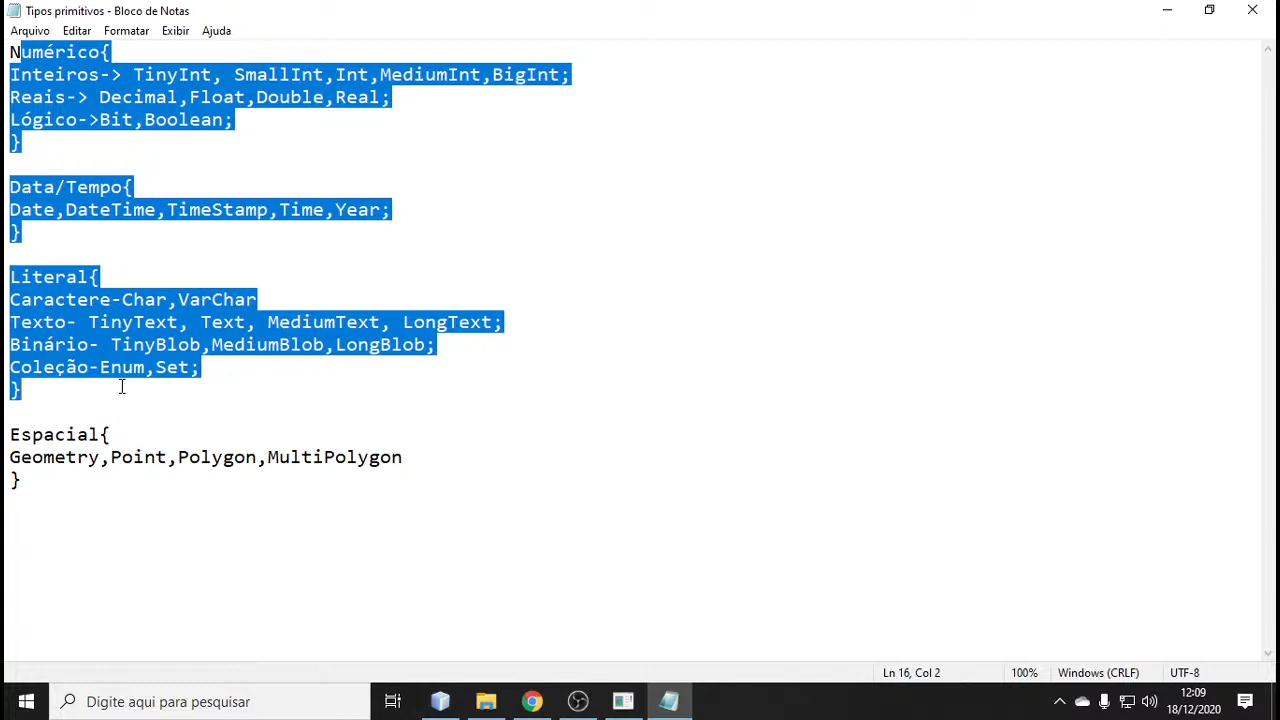 Tipos primitivos - Bloco de Notas
Arquivo Editar Formatar Exibir Ajuda
Numérico{
Inteiros-> TinyInt, SmallInt,Int,MediumInt,BigInt;
Reais-> Decimal,Float,Double,Real;
Lógico->Bit,Boolean;
}
Data/Tempo{
Date,DateTime,TimeStamp,Time,Year;
}
Literal{
Caractere-Char,VarChar
Texto- TinyText, Text, MediumText, LongText;
Binário- TinyBlob,MediumBlob,LongBlob;
Coleção-Enum,Set;
}
Espacial{
Geometry,Point,Polygon,MultiPolygon
}
Ln 16, Col 2 100% Windows (CRLF) UTF-8
Digite aqui para pesquisar
12:09
18/12/2020